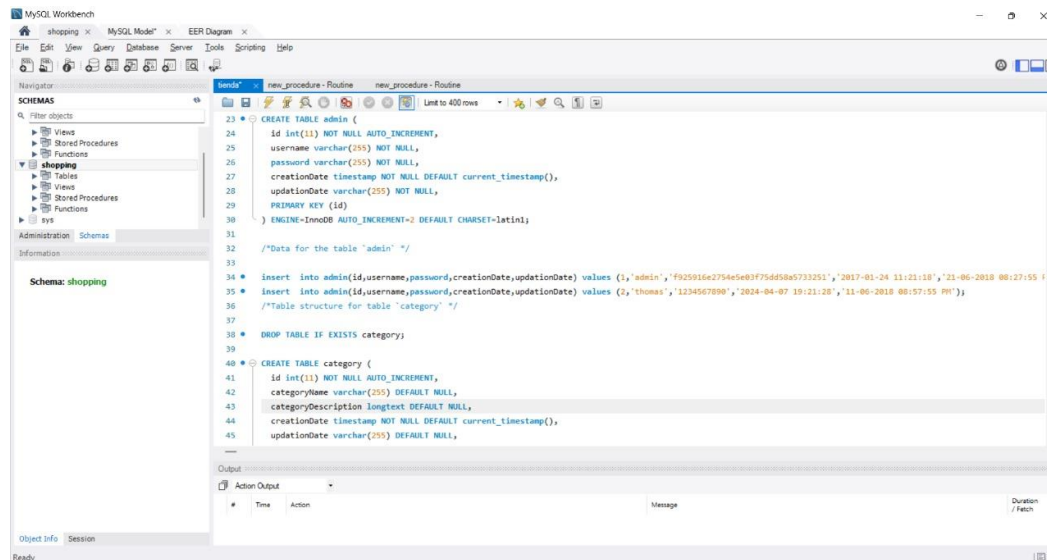 MySQL Workbench
shopping MySQL Model* EER Diagram
File Edit View Query Database Server Tools Scripting Help
Navigator
SCHEMAS
Filter objects
Views
Stored Procedures
Functions
shopping
Tables
Views
Stored Procedures
Functions
sys
Administration Schemas
Information
Schema: shopping
Object Info Session
Ready
tienda* new_procedure - Routine new_procedure - Routine
Limit to 400 rows
23 CREATE TABLE admin (
24 id int(11) NOT NULL AUTO_INCREMENT,
25 username varchar(255) NOT NULL,
26 password varchar(255) NOT NULL,
27 creationDate timestamp NOT NULL DEFAULT current_timestamp(),
28 updationDate varchar(255) NOT NULL,
29 PRIMARY KEY (id)
30 ) ENGINE=InnoDB AUTO_INCREMENT=2 DEFAULT CHARSET=latin1;
31
32 /*Data for the table `admin` */
33
34 insert into admin(id,username,password,creationDate,updationDate) values (1,'admin','f925916e2754e5e03f75dd58a5733251','2017-01-24 11:21:18','21-06-2018 08:27:55
35 insert into admin(id,username,password,creationDate,updationDate) values (2,'thomas','1234567890','2024-04-07 19:21:28','11-06-2018 08:57:55 PM');
36 /*Table structure for table `category` */
37
38 DROP TABLE IF EXISTS category;
39
40 CREATE TABLE category (
41 id int(11) NOT NULL AUTO_INCREMENT,
42 categoryName varchar(255) DEFAULT NULL,
43 categoryDescription longtext DEFAULT NULL,
44 creationDate timestamp NOT NULL DEFAULT current_timestamp(),
45 updationDate varchar(255) DEFAULT NULL,
Output
Action Output
# Time Action Message Duration / Fetch